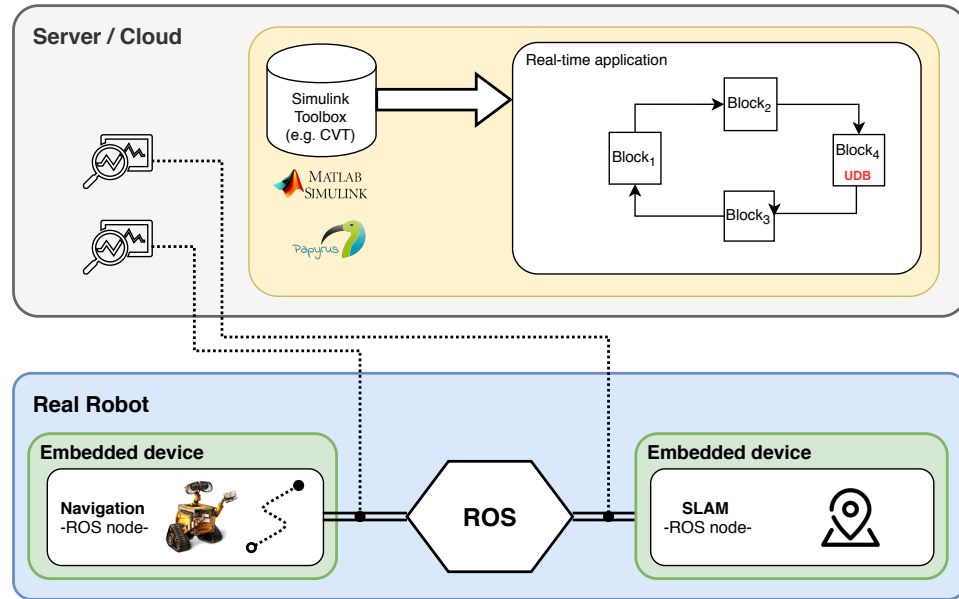 Server / Cloud
Simulink
Toolbox
(e.g. CVT)
MATLAB
SIMULINK
Papyrus
Real-time application
Block1
Block2
Block4
UDB
Block3
Real Robot
Embedded device
Navigation
-ROS node-
ROS
Embedded device
SLAM
-ROS node-